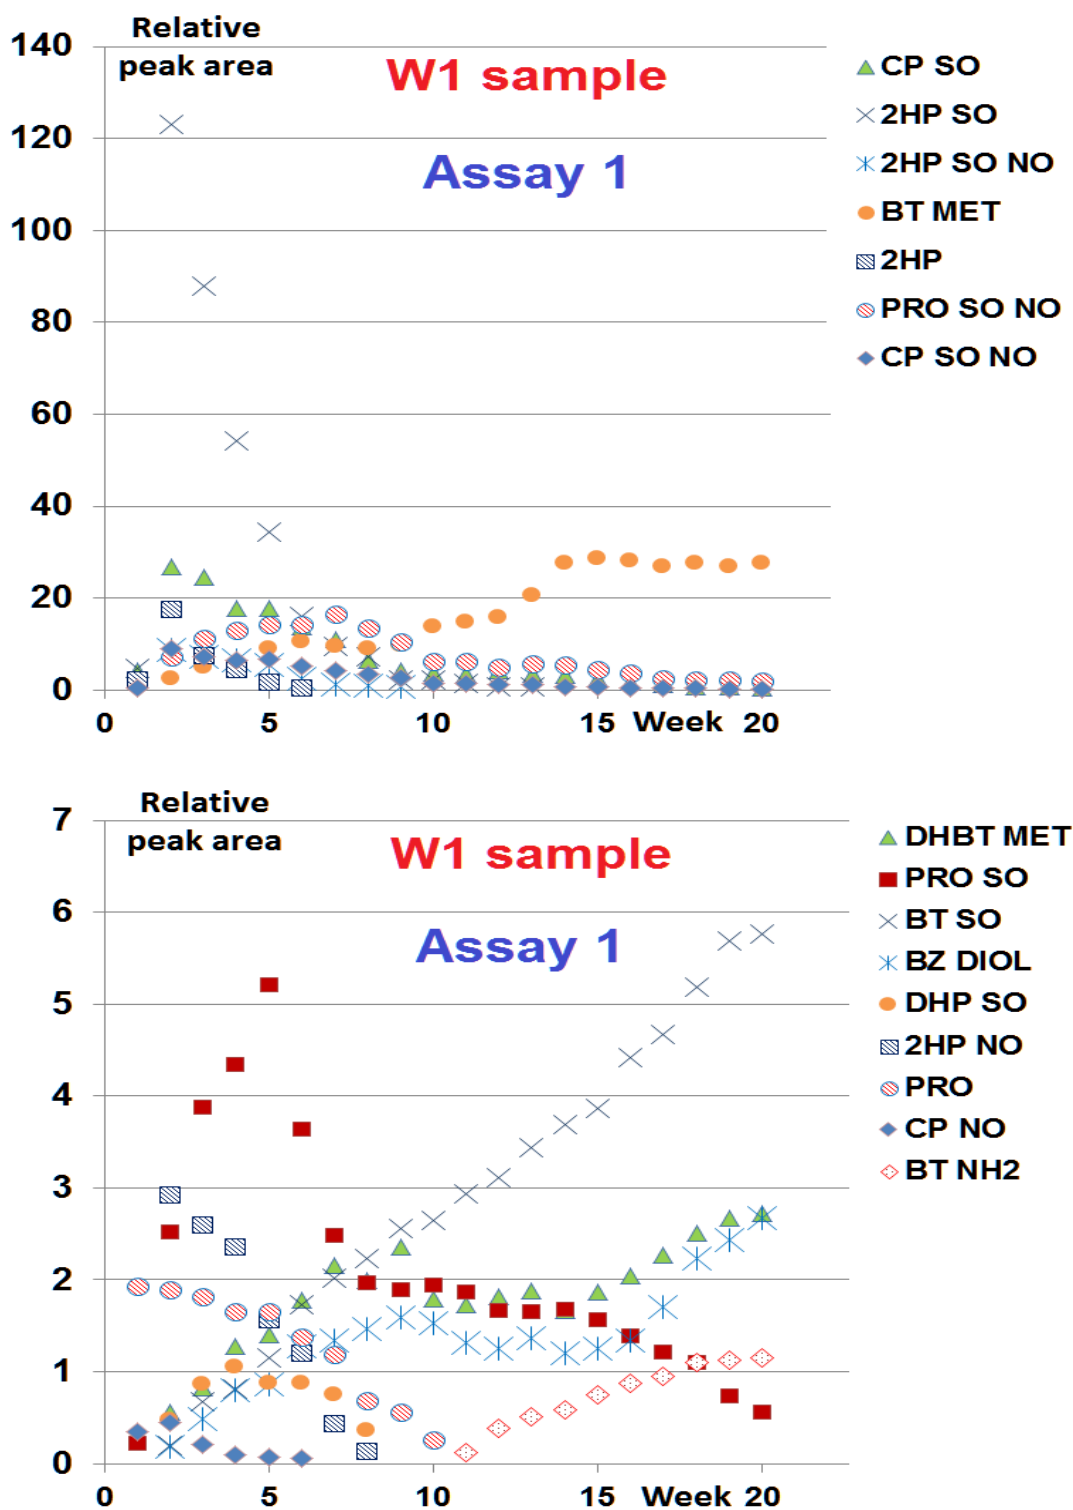 Relative
peak area
W1 sample
Assay 1
140
120
100
80
60
40
20
0
0 5 10 15 Week 20
CP SO
2HP SO
2HP SO NO
BT MET
2HP
PRO SO NO
CP SO NO
Relative
peak area
W1 sample
Assay 1
7
6
5
4
3
2
1
0
0 5 10 15 Week 20
DHBT MET
PRO SO
BT SO
BZ DIOL
DHP SO
2HP NO
PRO
CP NO
BT NH2